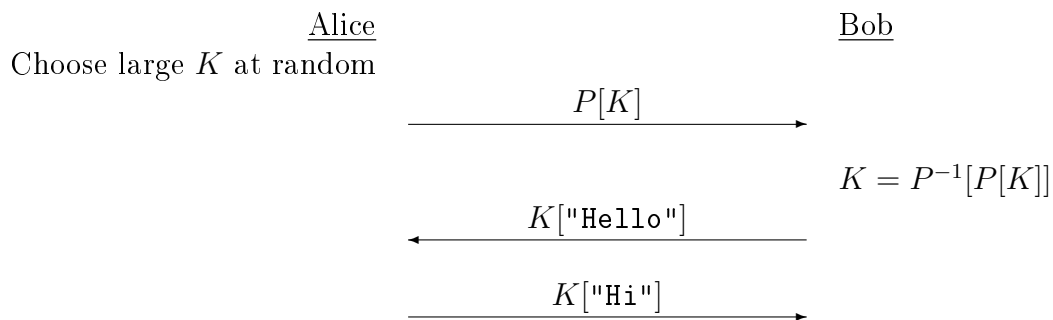 Alice Bob
Choose large K at random
P[K]
K = P⁻¹[P[K]]
K["Hello"]
K["Hi"]